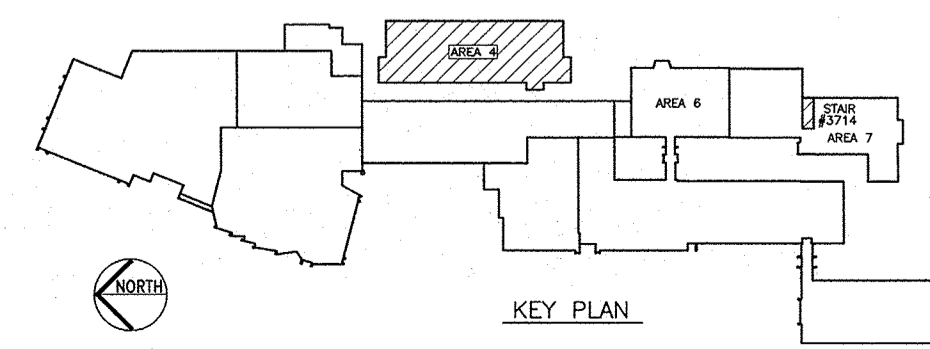 AREA 4
AREA 6
STAIR
#3714
AREA 7
NORTH
KEY PLAN